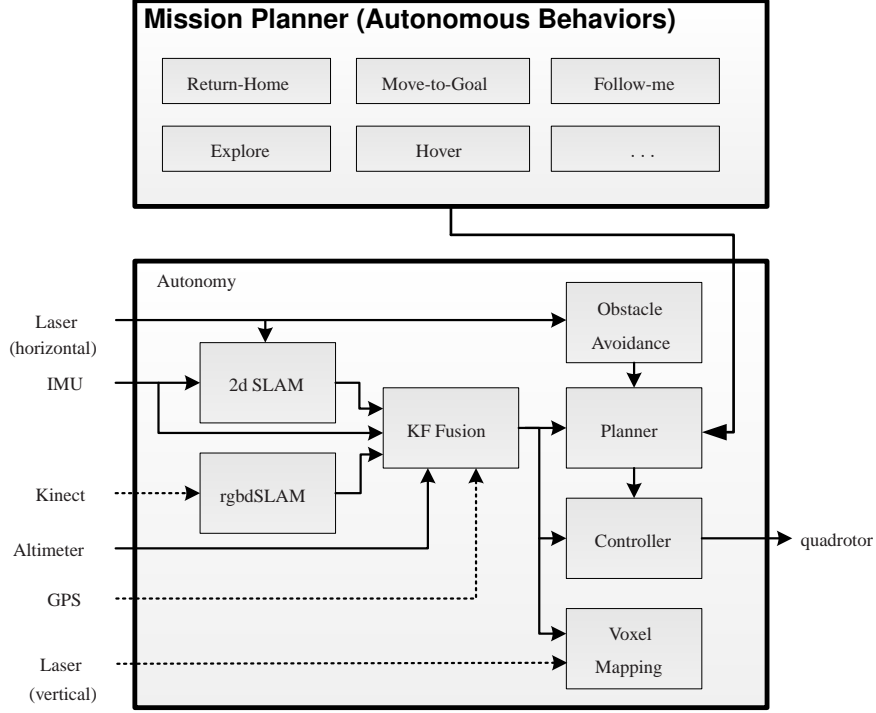 Mission Planner (Autonomous Behaviors)
Return-Home
Move-to-Goal
Follow-me
Explore
Hover
. . .
Autonomy
Laser
(horizontal)
IMU
Kinect
Altimeter
GPS
Laser
(vertical)
2d SLAM
rgbdSLAM
KF Fusion
Obstacle
Avoidance
Planner
Controller
Voxel
Mapping
quadrotor